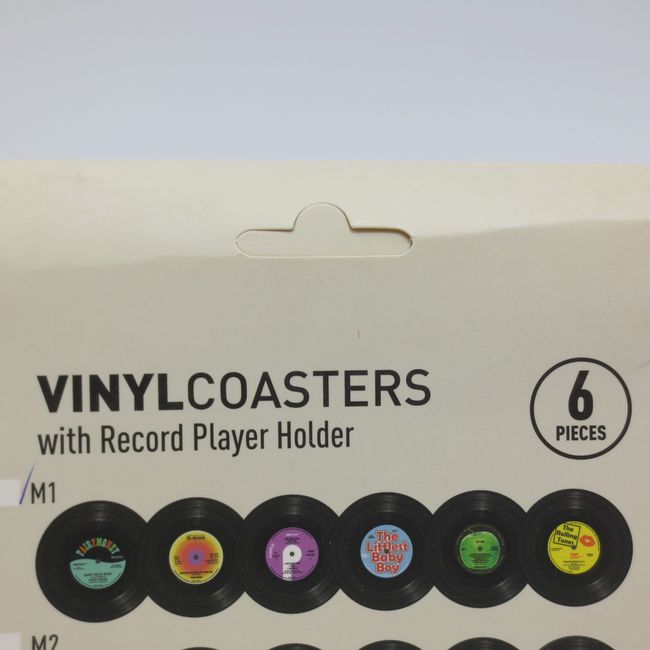 VINYLCOASTERS
with Record Player Holder
6
PIECES
M1
The
Littlest
Baby
Boy
The
Rolling
Tones
M2